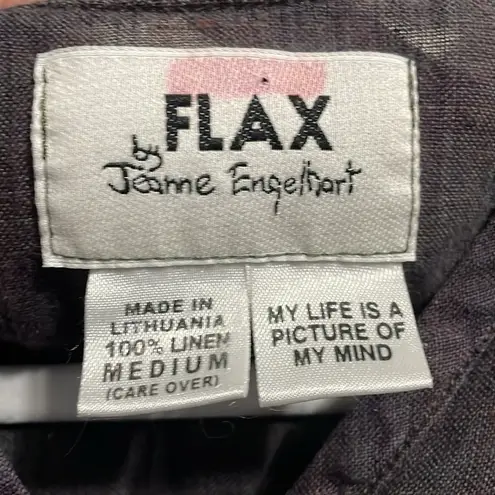 FLAX
by
Jeanne Engelhart
MADE IN
LITHUANIA
100% LINEN
MEDIUM
(CARE OVER)
MY LIFE IS A
PICTURE OF
MY MIND